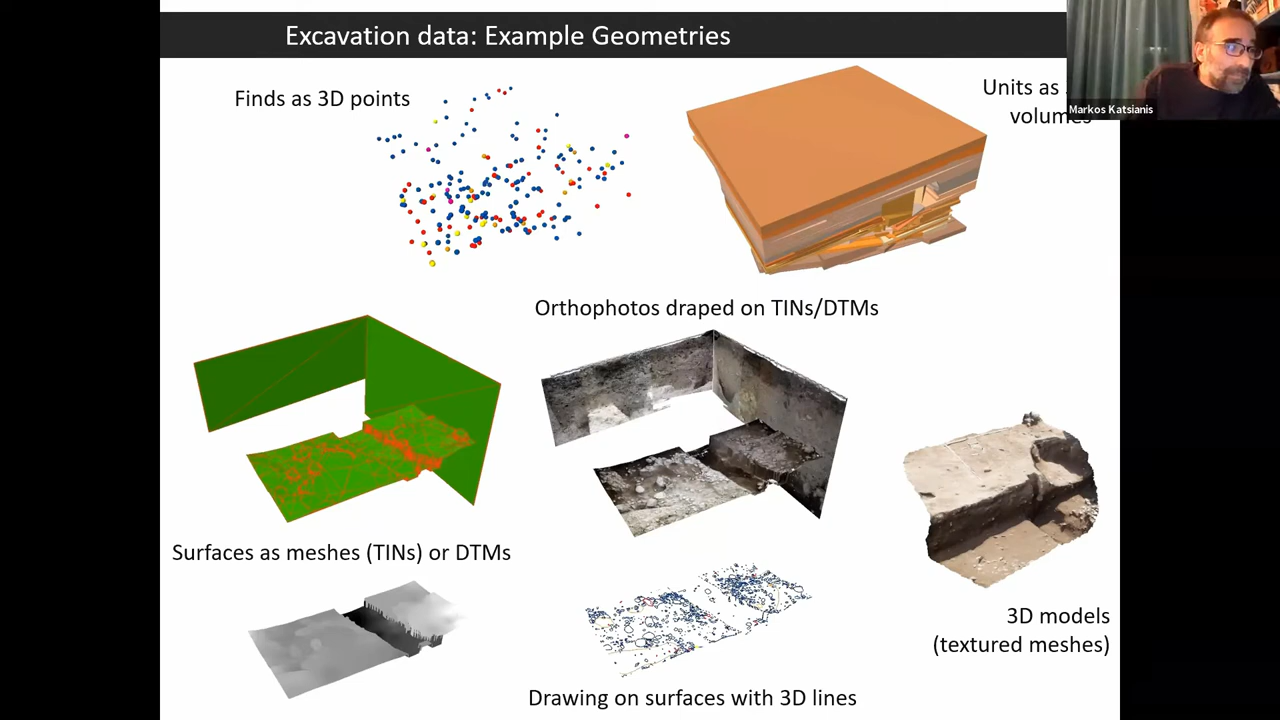 Excavation data: Example Geometries
Finds as 3D points
Units as
volumes
Markos Katsianis
Orthophotos draped on TINs/DTMs
Surfaces as meshes (TINs) or DTMs
3D models
(textured meshes)
Drawing on surfaces with 3D lines